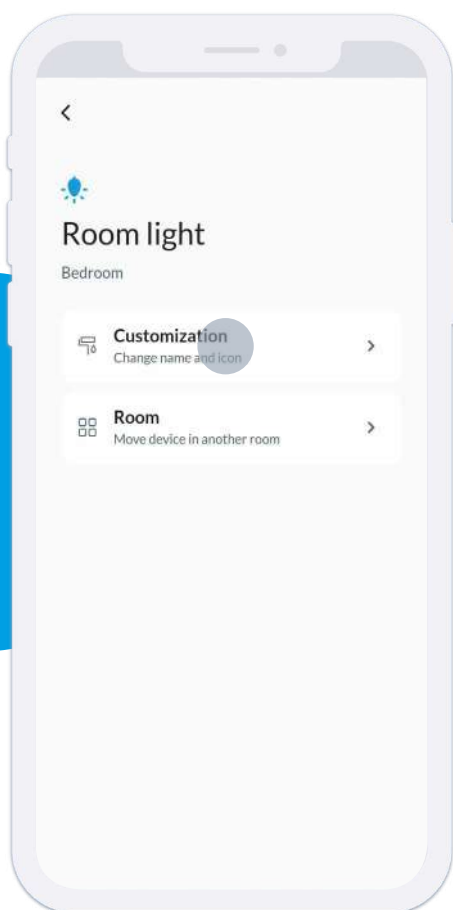 Room light
Bedroom
Customization
Change name and icon
Room
Move device in another room